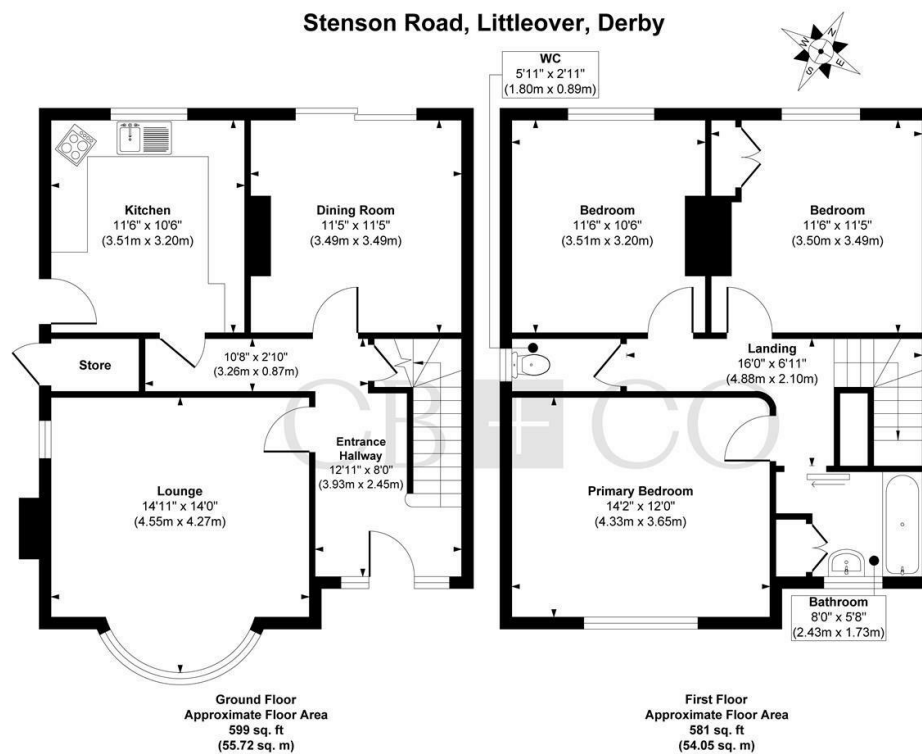 Stenson Road, Littleover, Derby
N
E
S
W
WC
5'11" x 2'11"
(1.80m x 0.89m)
Kitchen
11'6" x 10'6"
(3.51m x 3.20m)
Dining Room
11'5" x 11'5"
(3.49m x 3.49m)
Bedroom
11'6" x 10'6"
(3.51m x 3.20m)
Bedroom
11'6" x 11'5"
(3.50m x 3.49m)
Store
10'8" x 2'10"
(3.26m x 0.87m)
Landing
16'0" x 6'11"
(4.88m x 2.10m)
CB+CO
Entrance
Hallway
12'11" x 8'0"
(3.93m x 2.45m)
Lounge
14'11" x 14'0"
(4.55m x 4.27m)
Primary Bedroom
14'2" x 12'0"
(4.33m x 3.65m)
Bathroom
8'0" x 5'8"
(2.43m x 1.73m)
Ground Floor
Approximate Floor Area
599 sq. ft
(55.72 sq. m)
First Floor
Approximate Floor Area
581 sq. ft
(54.05 sq. m)